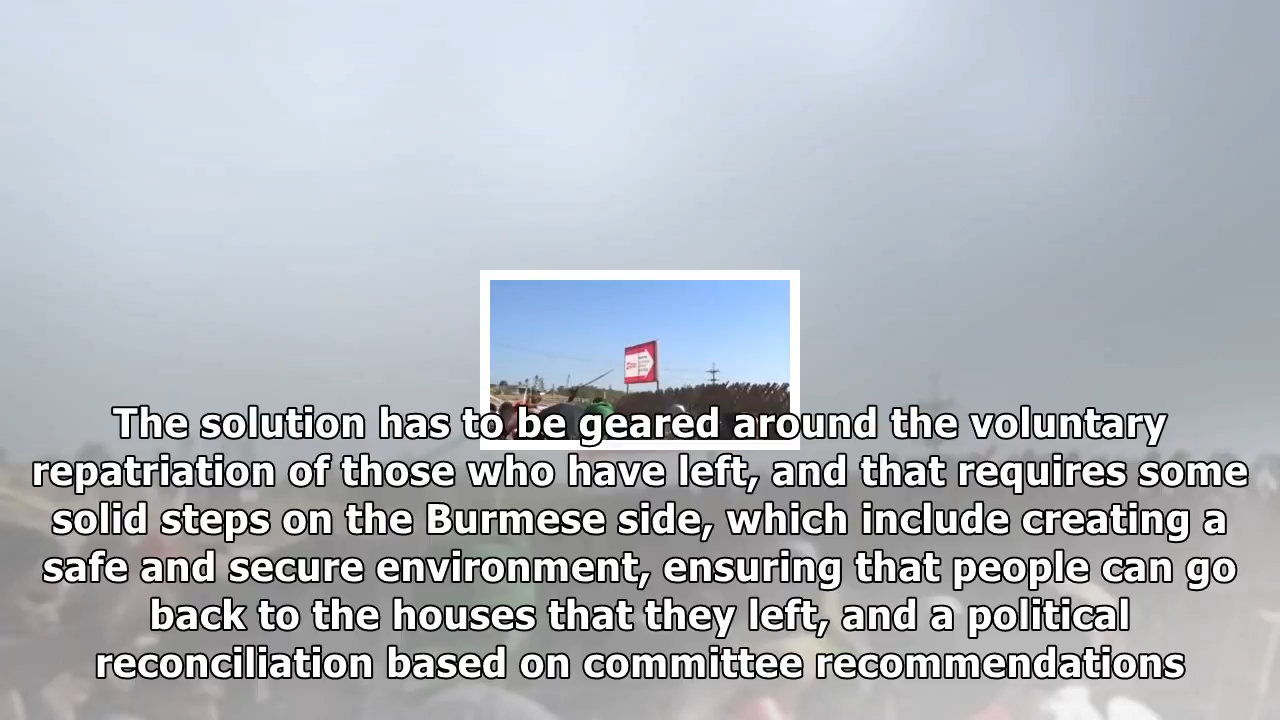 The solution has to be geared around the voluntary
repatriation of those who have left, and that requires some
solid steps on the Burmese side, which include creating a
safe and secure environment, ensuring that people can go
back to the houses that they left, and a political
reconciliation based on committee recommendations